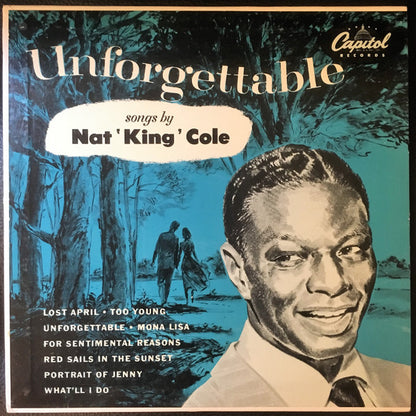 Unforgettable
Capitol
RECORDS
songs by
Nat 'King' Cole
LOST APRIL • TOO YOUNG
UNFORGETTABLE • MONA LISA
FOR SENTIMENTAL REASONS
RED SAILS IN THE SUNSET
PORTRAIT OF JENNY
WHAT'LL I DO